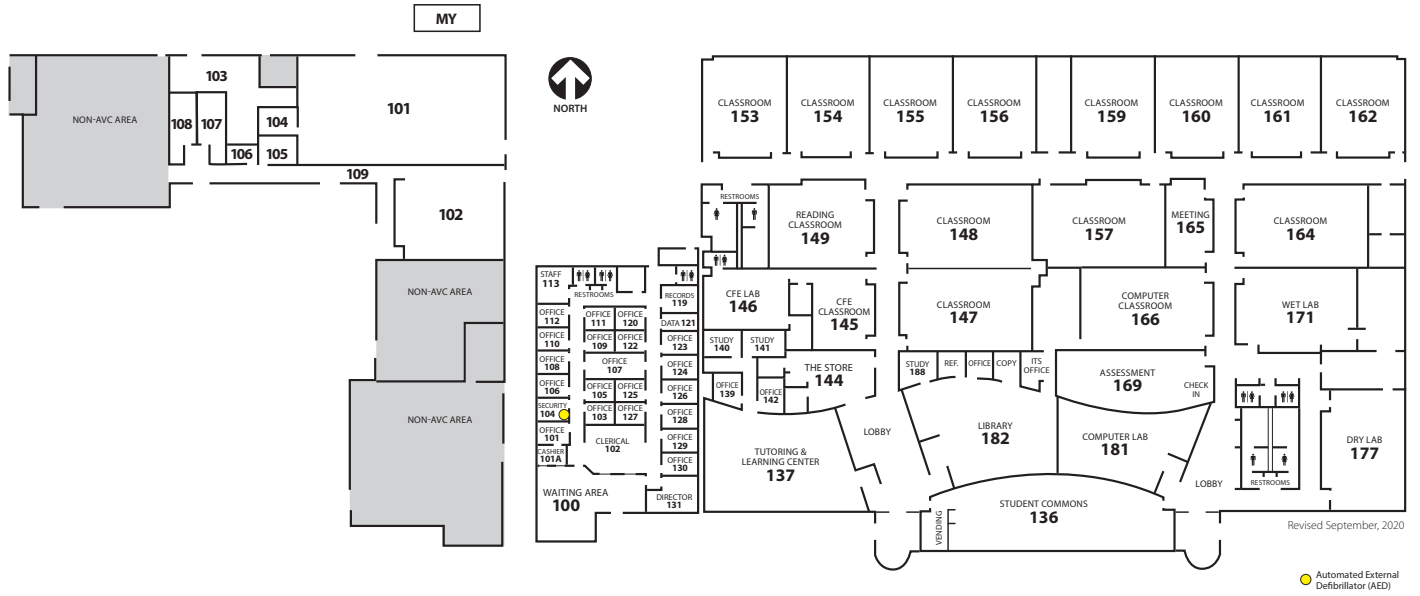 MY
NORTH
NON-AVC AREA
103
108
107
106
104
105
101
109
102
NON-AVC AREA
NON-AVC AREA
STAFF
113
RESTROOMS
OFFICE
112
OFFICE
110
OFFICE
108
OFFICE
106
SECURITY
104
OFFICE
101
CASHIER
101A
WAITING AREA
100
OFFICE
111
OFFICE
120
OFFICE
109
OFFICE
122
OFFICE
107
OFFICE
105
OFFICE
125
OFFICE
103
OFFICE
127
CLERICAL
102
RECORDS
119
DATA 121
OFFICE
123
OFFICE
124
OFFICE
126
OFFICE
128
OFFICE
129
OFFICE
130
DIRECTOR
131
CLASSROOM
153
CLASSROOM
154
CLASSROOM
155
CLASSROOM
156
CLASSROOM
159
CLASSROOM
160
CLASSROOM
161
CLASSROOM
162
RESTROOMS
READING
CLASSROOM
149
CLASSROOM
148
CLASSROOM
157
MEETING
165
CLASSROOM
164
CFE LAB
146
CFE
CLASSROOM
145
CLASSROOM
147
COMPUTER
CLASSROOM
166
WET LAB
171
STUDY
140
STUDY
141
OFFICE
139
OFFICE
142
THE STORE
144
STUDY
188
REF.
OFFICE
COPY
ITS
OFFICE
ASSESSMENT
169
CHECK
IN
TUTORING &
LEARNING CENTER
137
LOBBY
LIBRARY
182
COMPUTER LAB
181
LOBBY
RESTROOMS
DRY LAB
177
STUDENT COMMONS
136
VENDING
Revised September, 2020
Automated External
Defibrillator (AED)